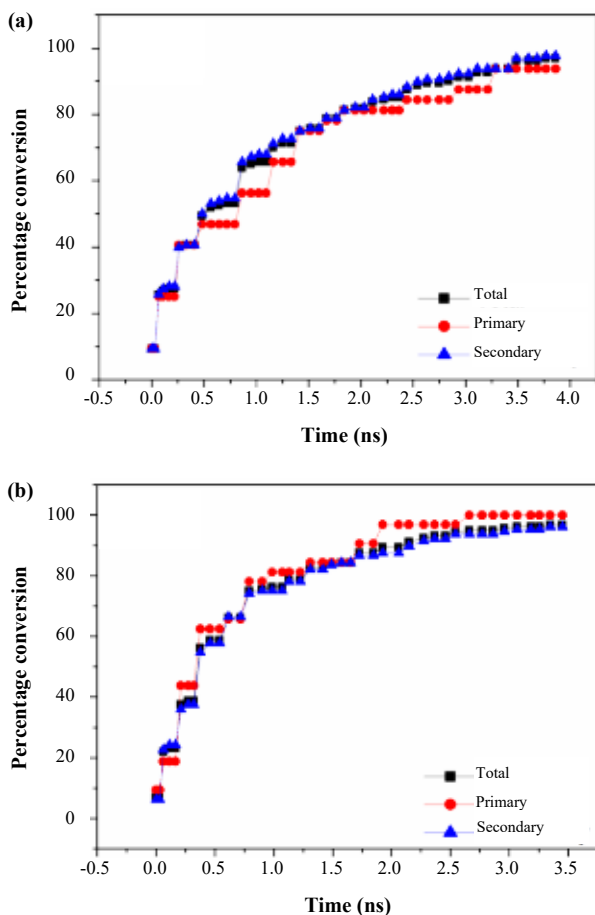 (a)
100
80
60
40
20
0
Percentage conversion
Total
Primary
Secondary
-0.5 0.0 0.5 1.0 1.5 2.0 2.5 3.0 3.5 4.0
Time (ns)
(b)
100
80
60
40
20
0
Percentage conversion
Total
Primary
Secondary
-0.5 0.0 0.5 1.0 1.5 2.0 2.5 3.0 3.5
Time (ns)